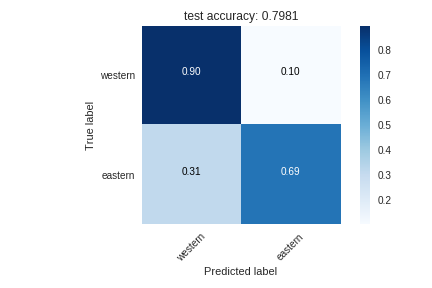 test accuracy: 0.7981
western
0.90
0.10
eastern
0.31
0.69
western
eastern
True label
Predicted label
0.8
0.7
0.6
0.5
0.4
0.3
0.2